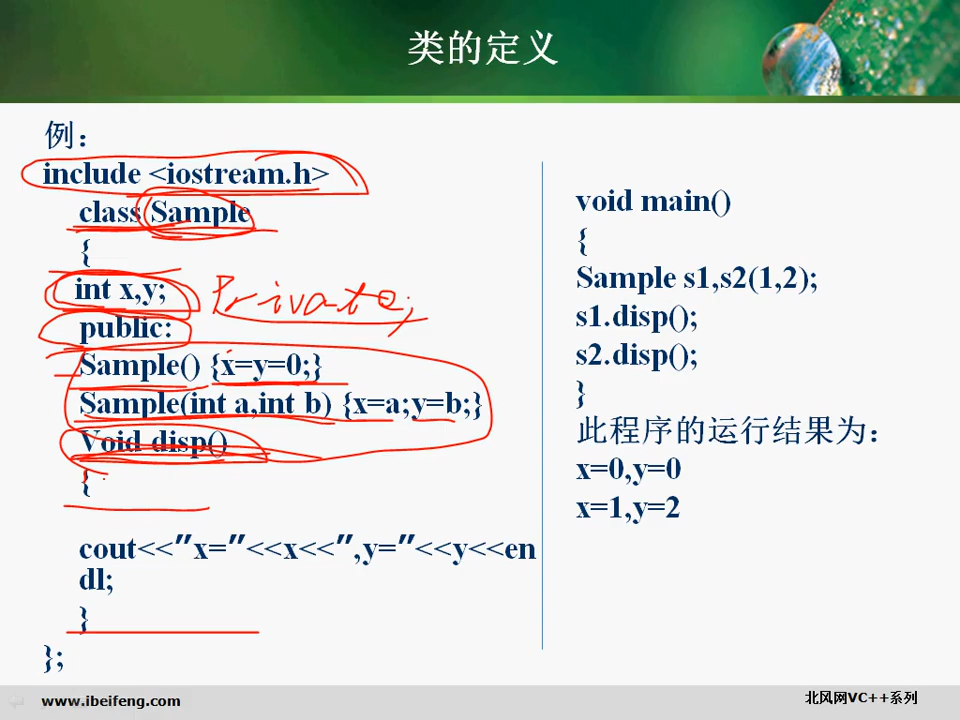 类的定义
例：
include <iostream.h>
class Sample
{
int x,y;
Private;
public:
Sample() {x=y=0;}
Sample(int a,int b) {x=a;y=b;}
Void disp()
{
cout<<"x="<<x<<",y="<<y<<en
dl;
}
};
void main()
{
Sample s1,s2(1,2);
s1.disp();
s2.disp();
}
此程序的运行结果为：
x=0,y=0
x=1,y=2
www.ibeifeng.com
北风网VC++系列